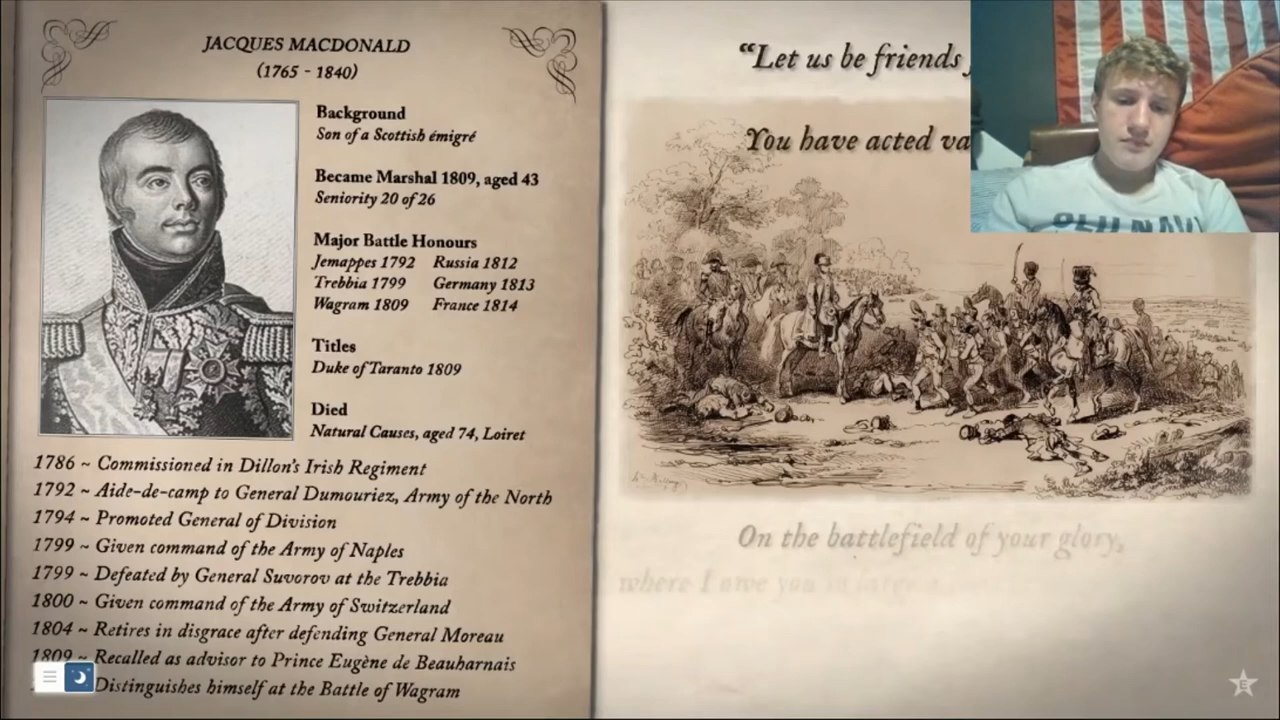 JACQUES MACDONALD
(1765 - 1840)
Background
Son of a Scottish émigré
Became Marshal 1809, aged 43
Seniority 20 of 26
Major Battle Honours
Jemappes 1792 Russia 1812
Trebbia 1799 Germany 1813
Wagram 1809 France 1814
Titles
Duke of Taranto 1809
Died
Natural Causes, aged 74, Loiret
1786 ~ Commissioned in Dillon's Irish Regiment
1792 ~ Aide-de-camp to General Dumouriez, Army of the North
1794 ~ Promoted General of Division
1799 ~ Given command of the Army of Naples
1799 ~ Defeated by General Suvorov at the Trebbia
1800 ~ Given command of the Army of Switzerland
1804 ~ Retires in disgrace after defending General Moreau
1809 ~ Recalled as advisor to Prince Eugène de Beauharnais
Distinguishes himself at the Battle of Wagram
“Let us be friends
You have acted va
On the battlefield of your glory,
where I owe you
E